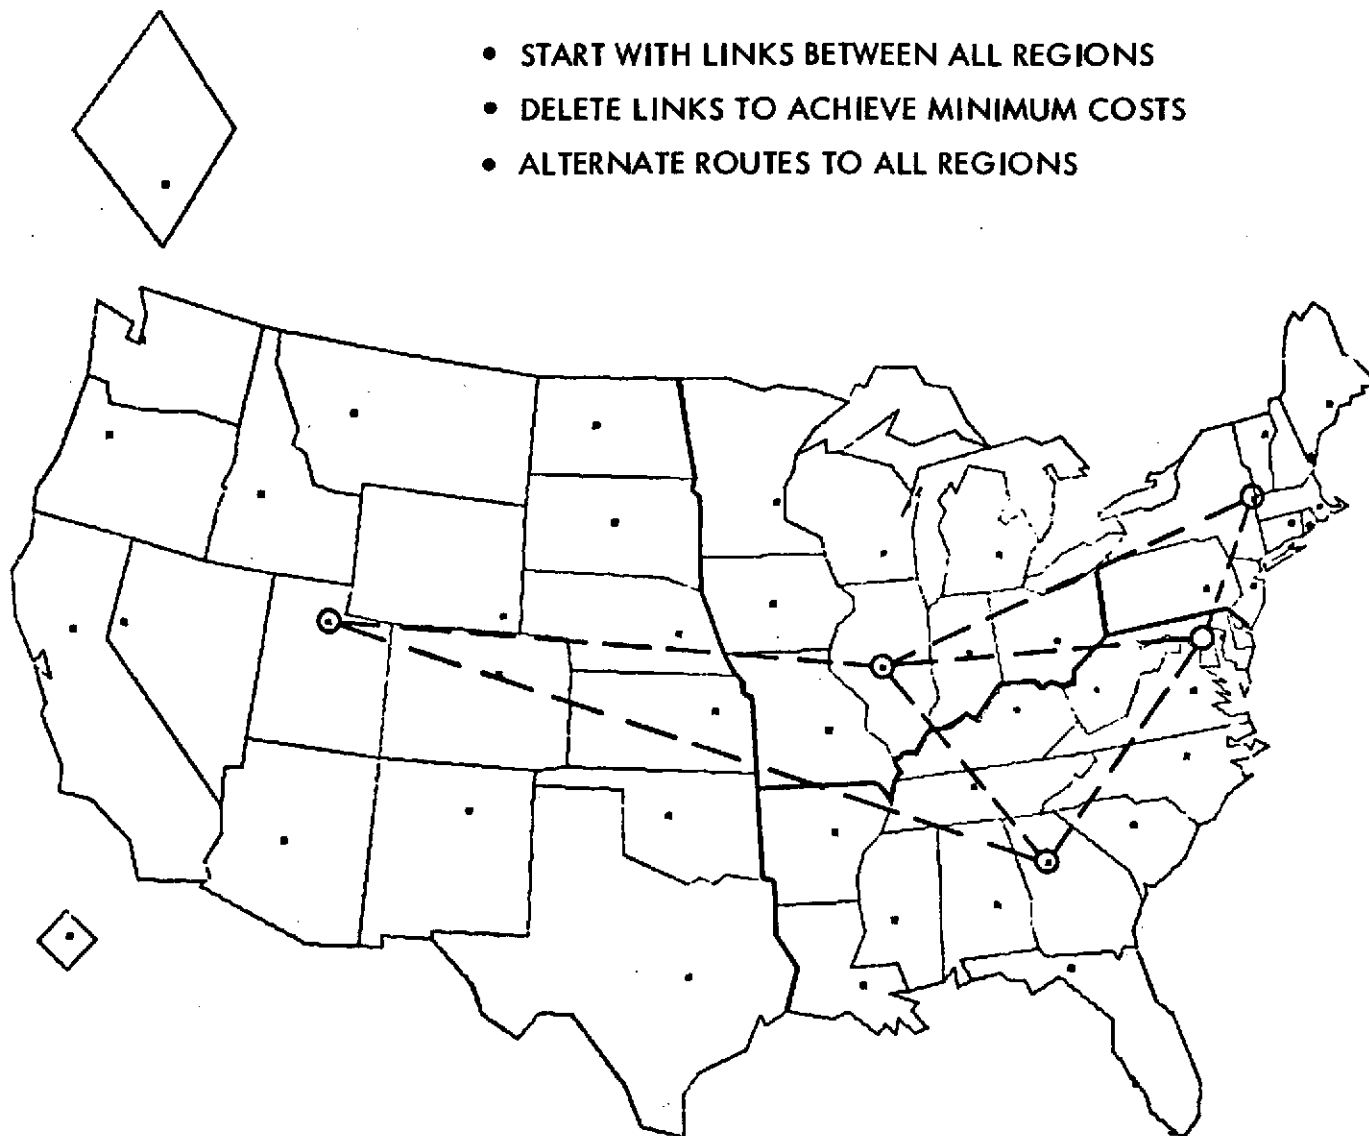 • START WITH LINKS BETWEEN ALL REGIONS
• DELETE LINKS TO ACHIEVE MINIMUM COSTS
• ALTERNATE ROUTES TO ALL REGIONS